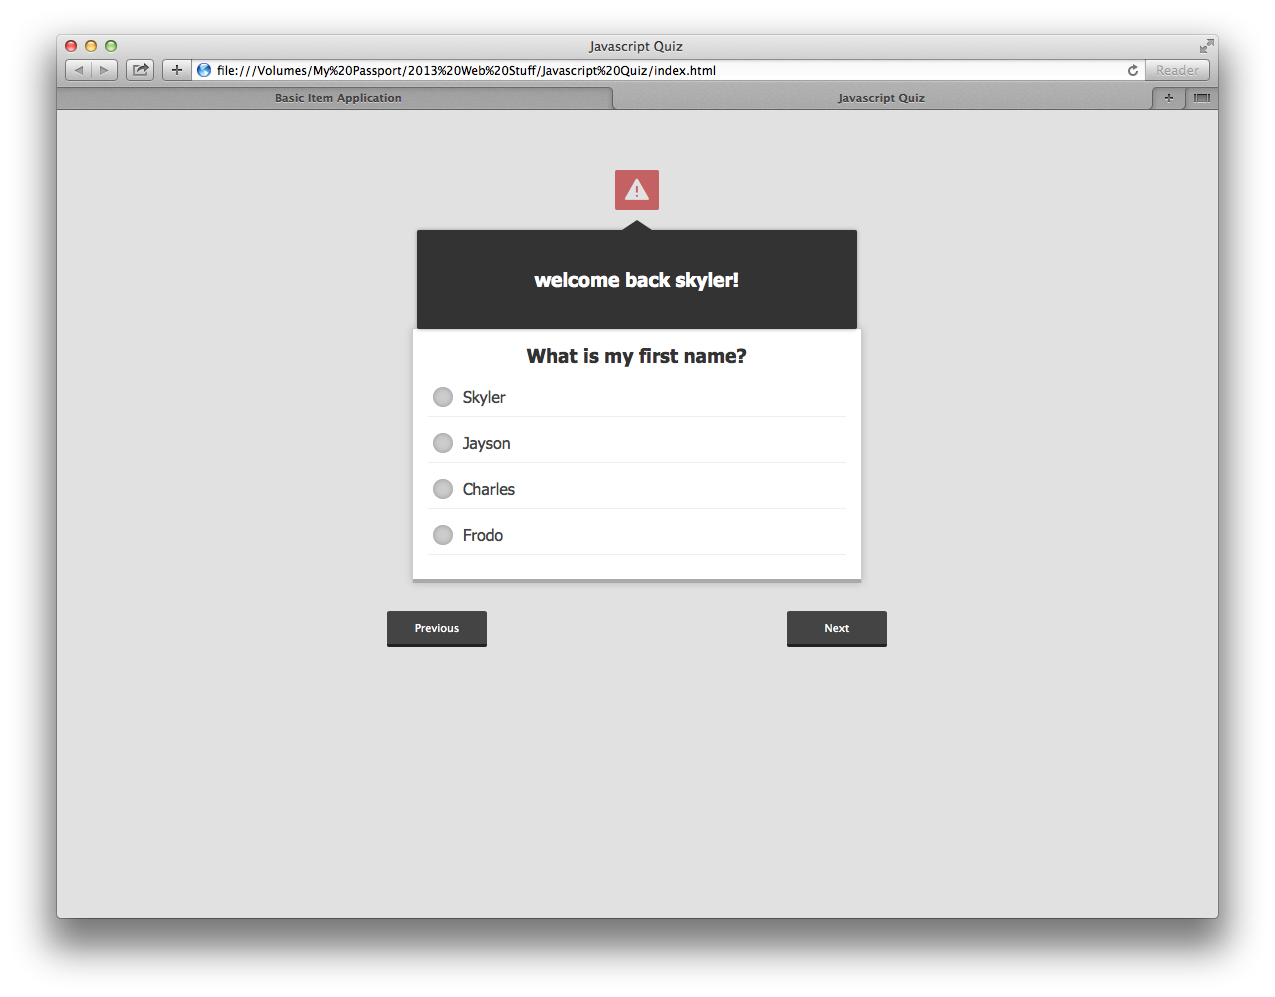 Javascript Quiz
file:///Volumes/My%20Passport/2013%20Web%20Stuff/Javascript%20Quiz/index.html
Reader
Basic Item Application
Javascript Quiz
welcome back skyler!
What is my first name?
Skyler
Jayson
Charles
Frodo
Previous
Next